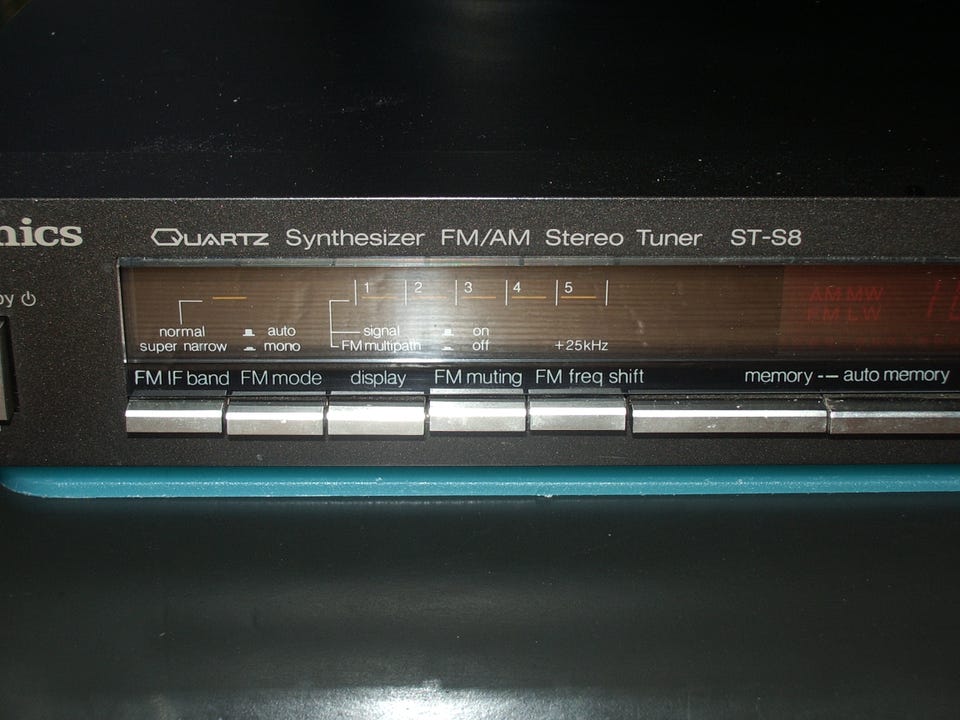 nics QUARTZ Synthesizer FM/AM Stereo Tuner ST-S8
by
1 2 3 4 5
AM MW
normal auto signal on
super narrow mono FM multipath off +25kHz
FM IF band FM mode display FM muting FM freq shift memory -- auto memory